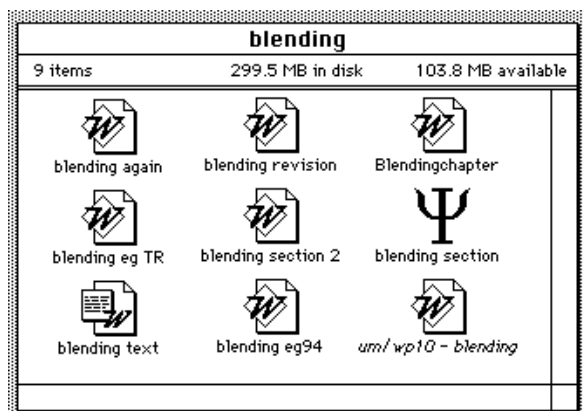 blending
9 items 299.5 MB in disk 103.8 MB available
blending again blending revision Blendingchapter
blending eg TR blending section 2 blending section
blending text blending eg94 um/wp10 - blending